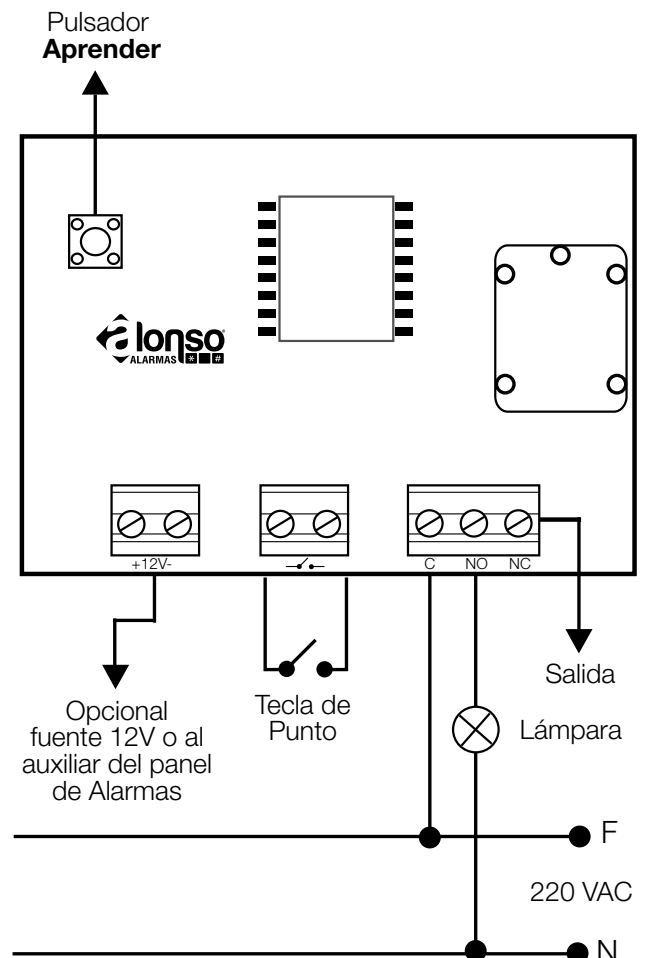 Pulsador
Aprender
alonso
ALARMAS * #
+12V-
C NO NC
Salida
Opcional
fuente 12V o al
auxiliar del panel
de Alarmas
Tecla de
Punto
Lámpara
F
220 VAC
N